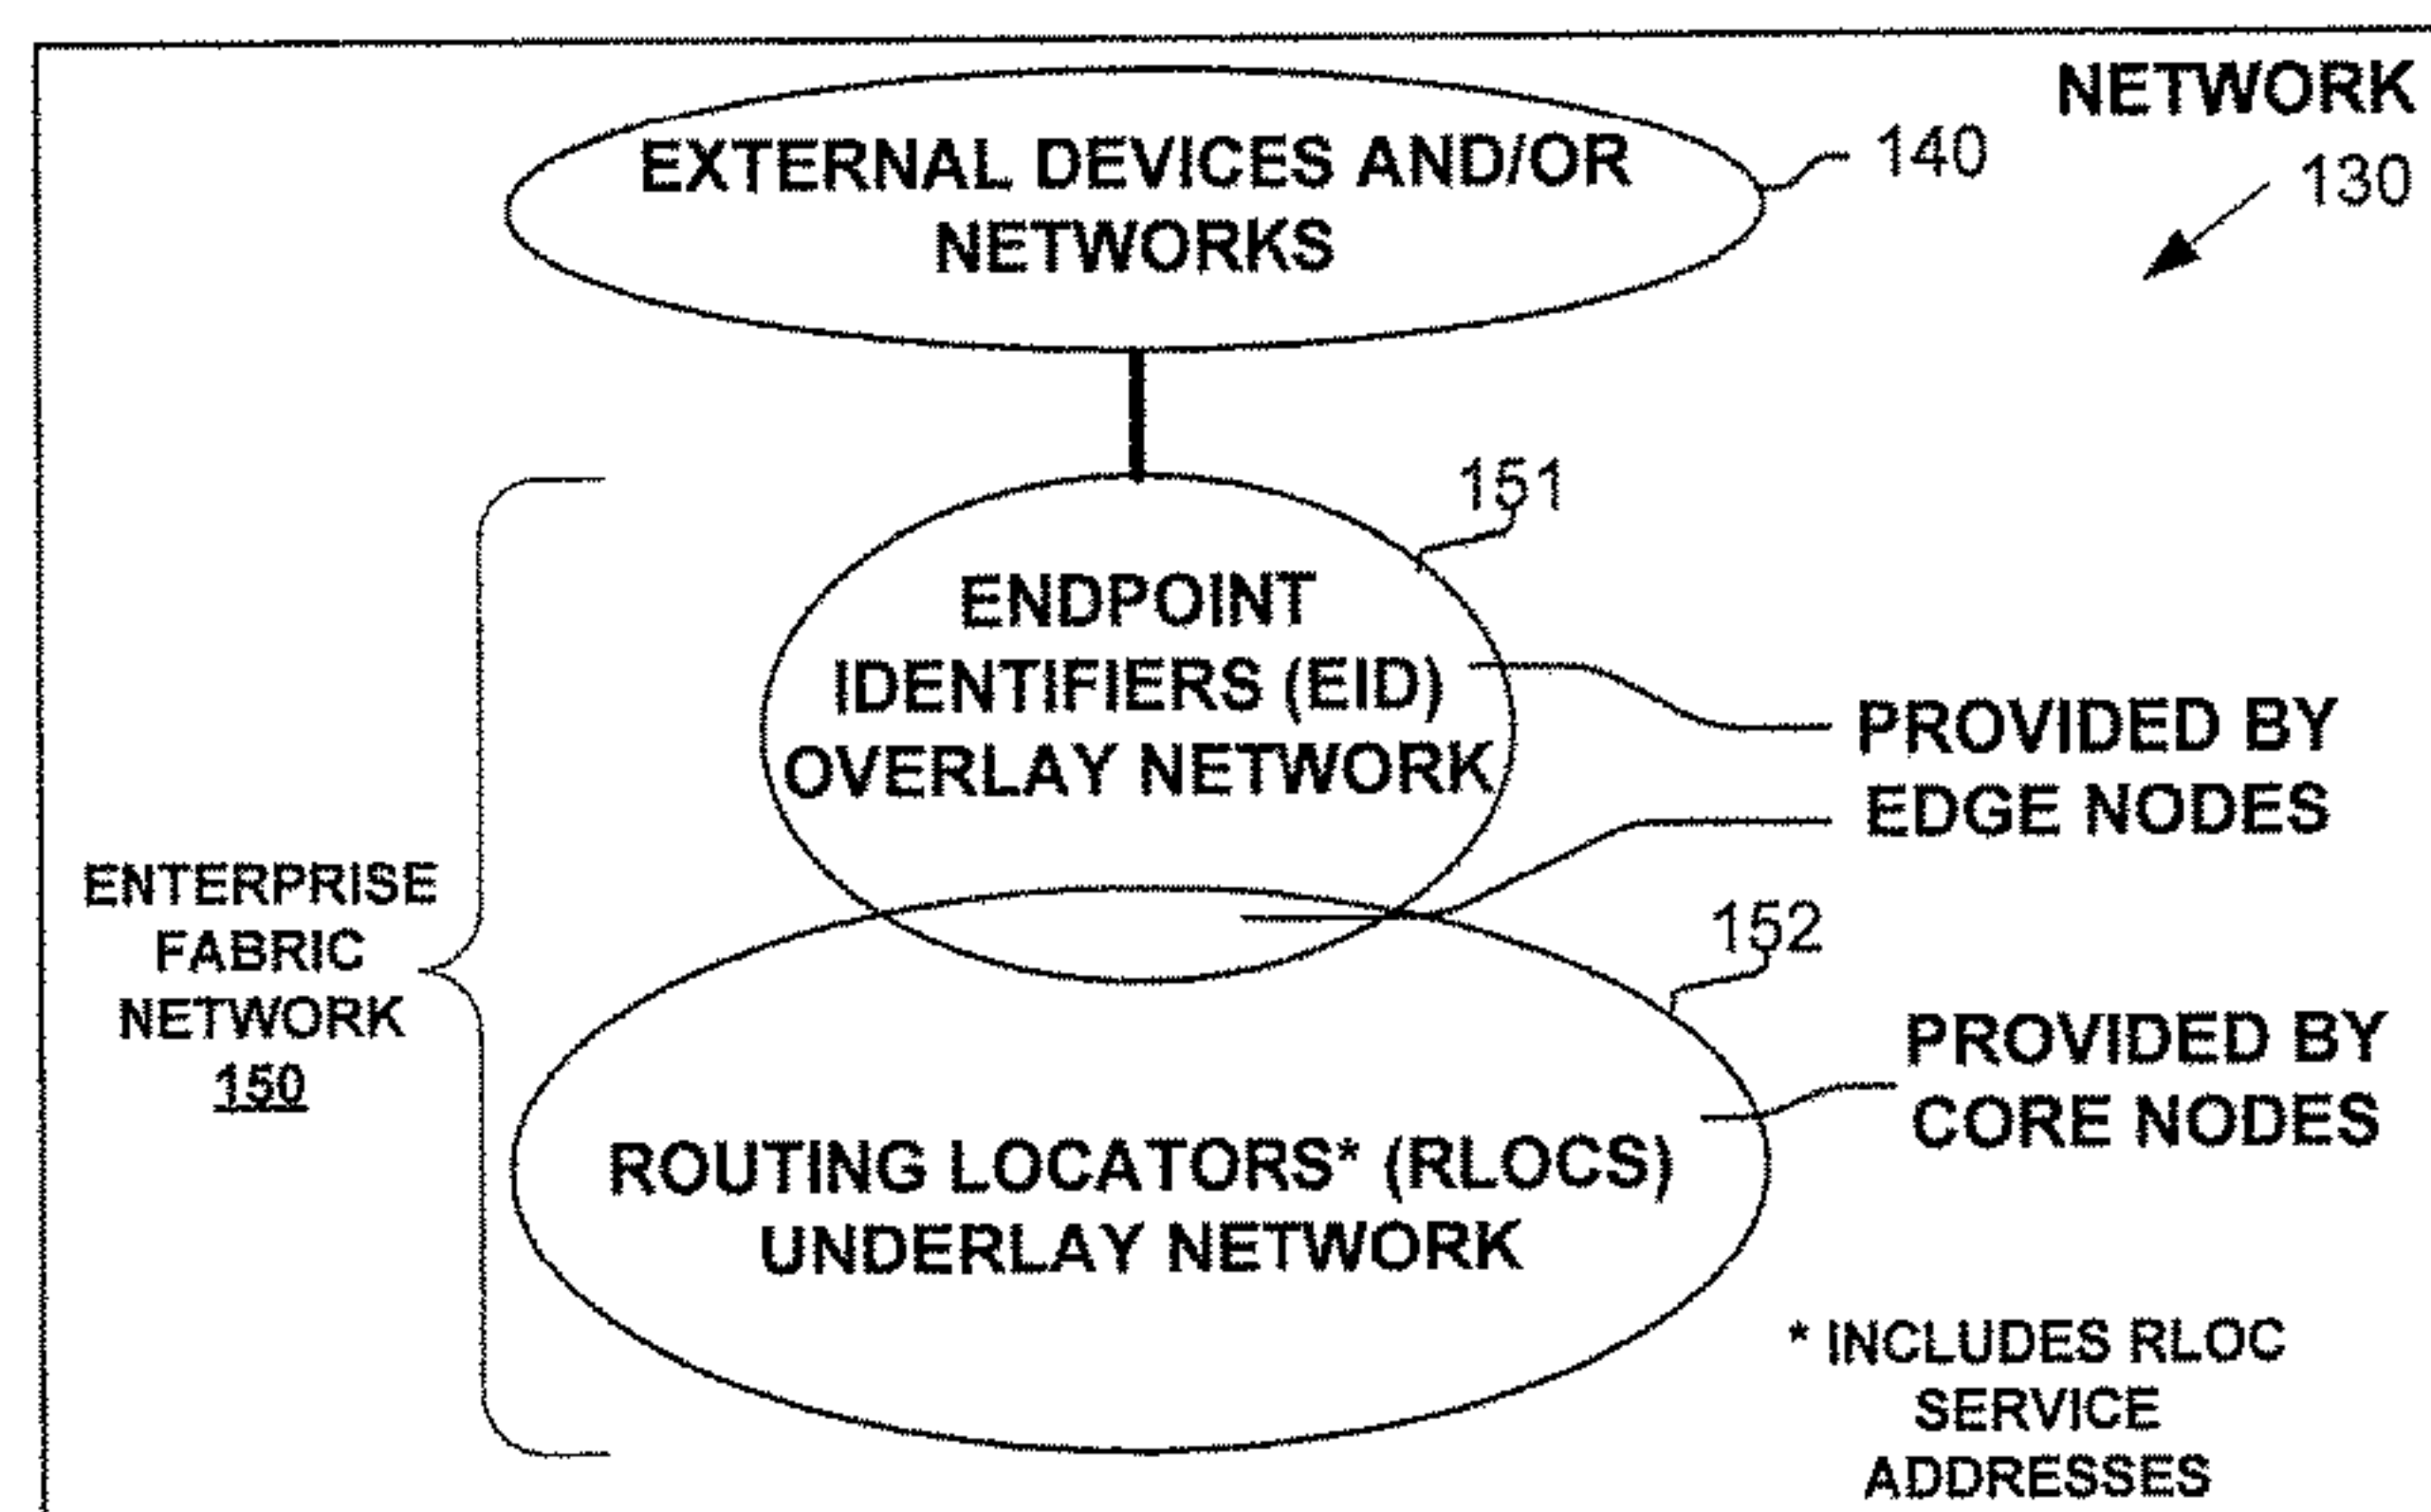 NETWORK
130
EXTERNAL DEVICES AND/OR
NETWORKS
140
151
ENDPOINT
IDENTIFIERS (EID)
OVERLAY NETWORK
PROVIDED BY
EDGE NODES
ENTERPRISE
FABRIC
NETWORK
150
152
PROVIDED BY
CORE NODES
ROUTING LOCATORS* (RLOCS)
UNDERLAY NETWORK
* INCLUDES RLOC
SERVICE
ADDRESSES